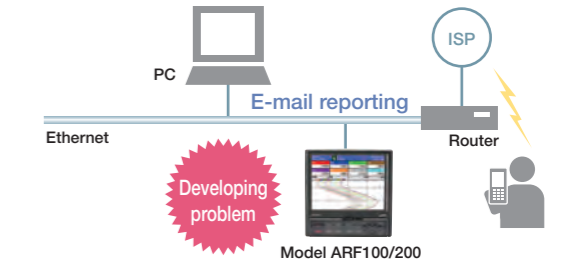 ISP
PC
E-mail reporting
Ethernet
Router
Developing
problem
Model ARF100/200